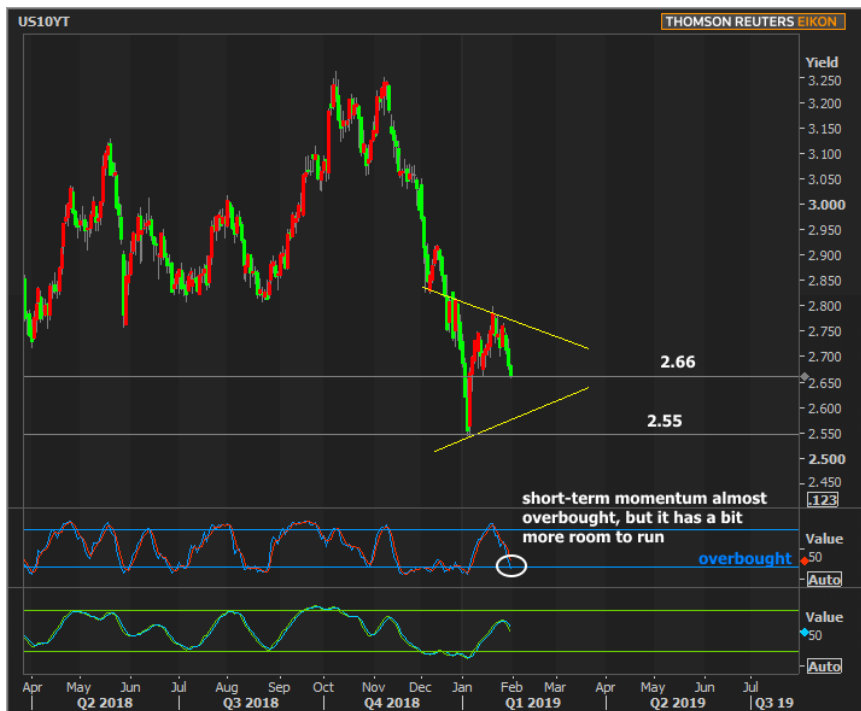 US10YT
THOMSON REUTERS EIKON
Yield
3.250
3.200
3.150
3.100
3.050
3.000
2.950
2.900
2.850
2.800
2.750
2.700
2.66
2.650
2.600
2.55
2.550
2.500
2.450
.123
short-term momentum almost
overbought, but it has a bit
more room to run
overbought
Value
50
Auto
Value
50
Auto
Apr May Jun Jul Aug Sep Oct Nov Dec Jan Feb Mar Apr May Jun Jul
Q2 2018 Q3 2018 Q4 2018 Q1 2019 Q2 2019 Q3 19